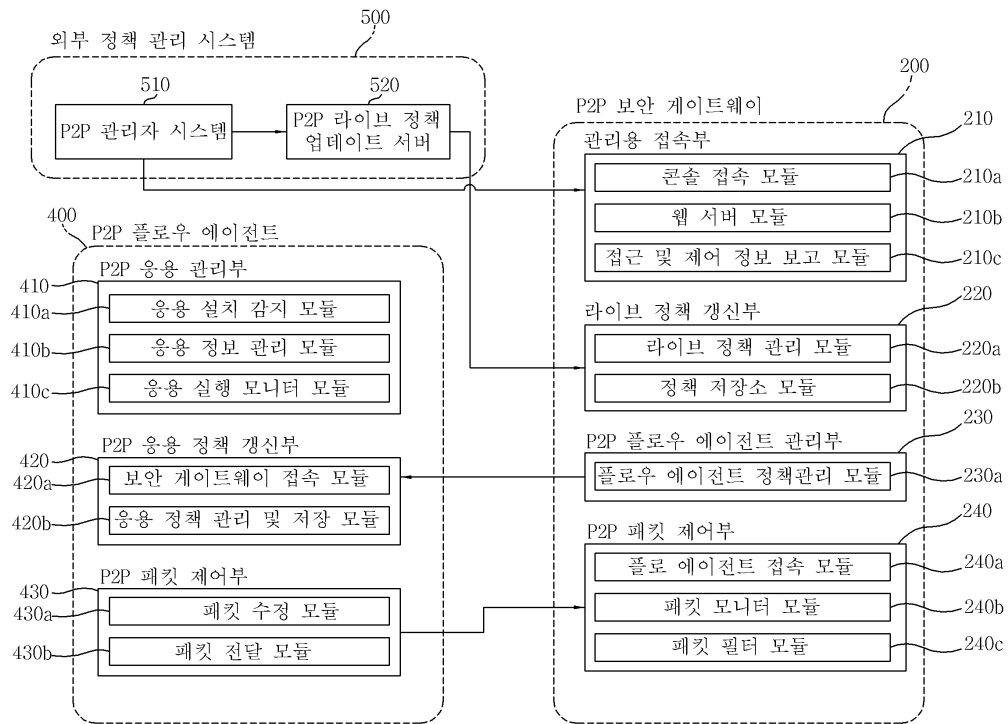 500
외부 정책 관리 시스템
510
P2P 관리자 시스템
520
P2P 라이브 정책
업데이트 서버
200
P2P 보안 게이트웨이
210
관리용 접속부
콘솔 접속 모듈
210a
웹 서버 모듈
210b
접근 및 제어 정보 보고 모듈
210c
220
라이브 정책 갱신부
라이브 정책 관리 모듈
220a
정책 저장소 모듈
220b
230
P2P 플로우 에이전트 관리부
플로우 에이전트 정책관리 모듈
230a
240
P2P 패킷 제어부
플로 에이전트 접속 모듈
240a
패킷 모니터 모듈
240b
패킷 필터 모듈
240c
400
P2P 플로우 에이전트
P2P 응용 관리부
410
410a
응용 설치 감지 모듈
410b
응용 정보 관리 모듈
410c
응용 실행 모니터 모듈
P2P 응용 정책 갱신부
420
420a
보안 게이트웨이 접속 모듈
420b
응용 정책 관리 및 저장 모듈
P2P 패킷 제어부
430
430a
패킷 수정 모듈
430b
패킷 전달 모듈